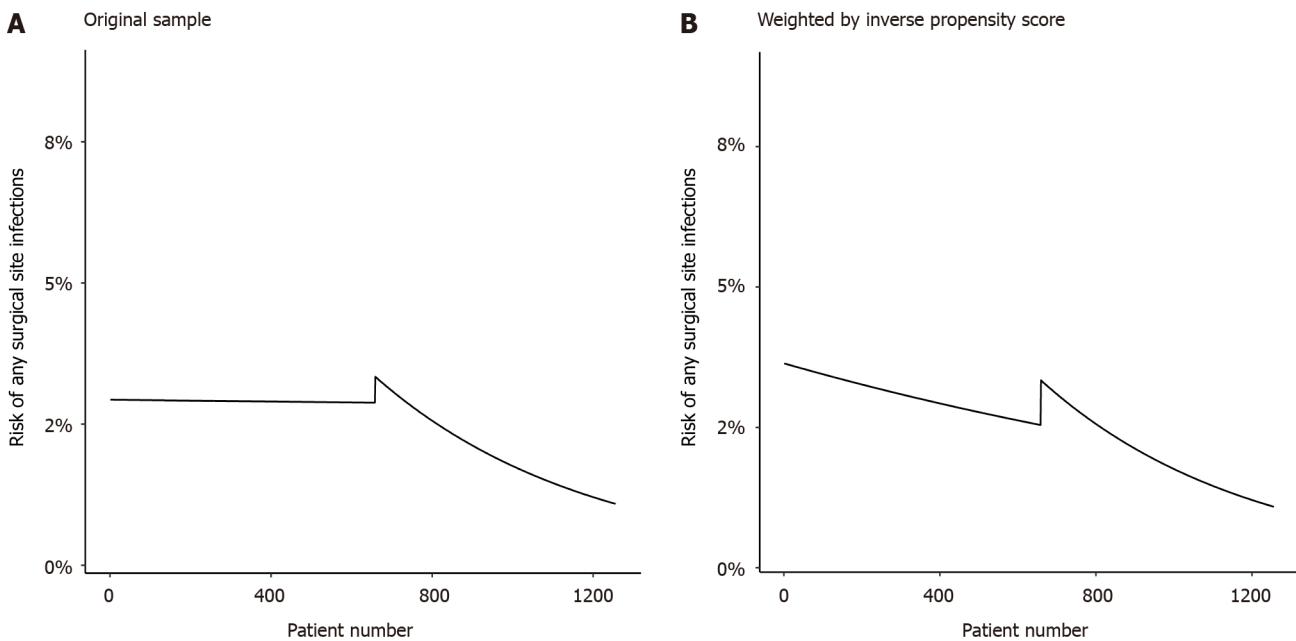 A Original sample
Risk of any surgical site infections
8%
5%
2%
0%
0 400 800 1200
Patient number
B Weighted by inverse propensity score
Risk of any surgical site infections
8%
5%
2%
0%
0 400 800 1200
Patient number